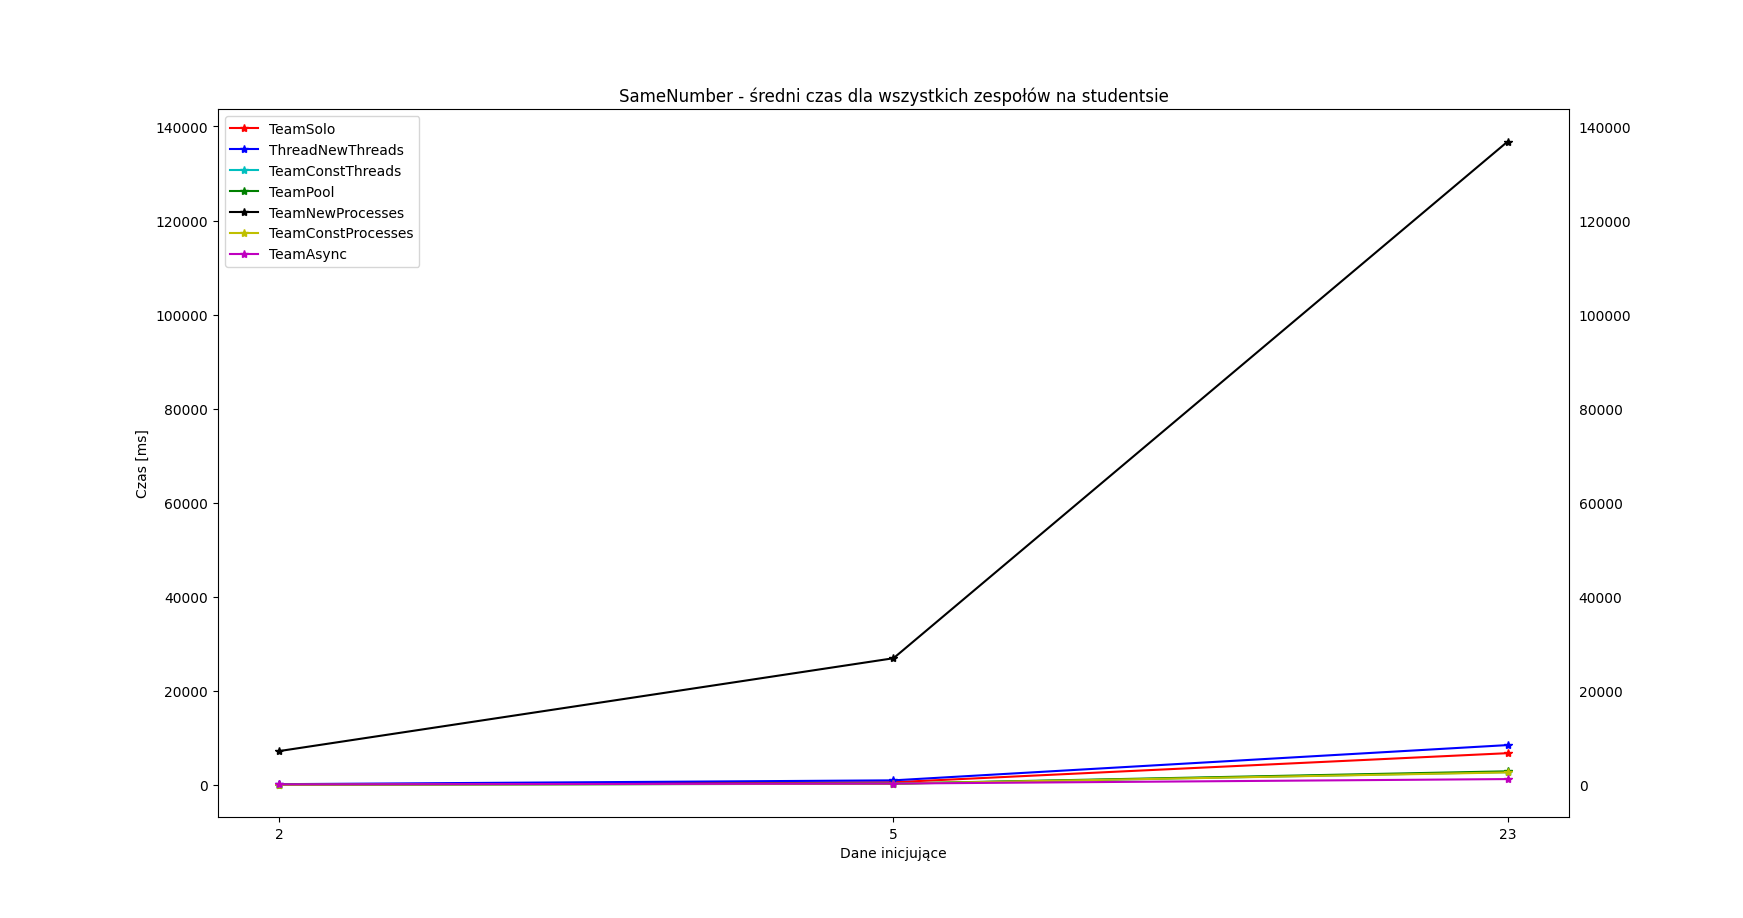 SameNumber - średni czas dla wszystkich zespołów na studentsie
TeamSolo
ThreadNewThreads
TeamConstThreads
TeamPool
TeamNewProcesses
TeamConstProcesses
TeamAsync
Czas [ms]
140000
120000
100000
80000
60000
40000
20000
0
140000
120000
100000
80000
60000
40000
20000
0
2 5 23
Dane inicjujące